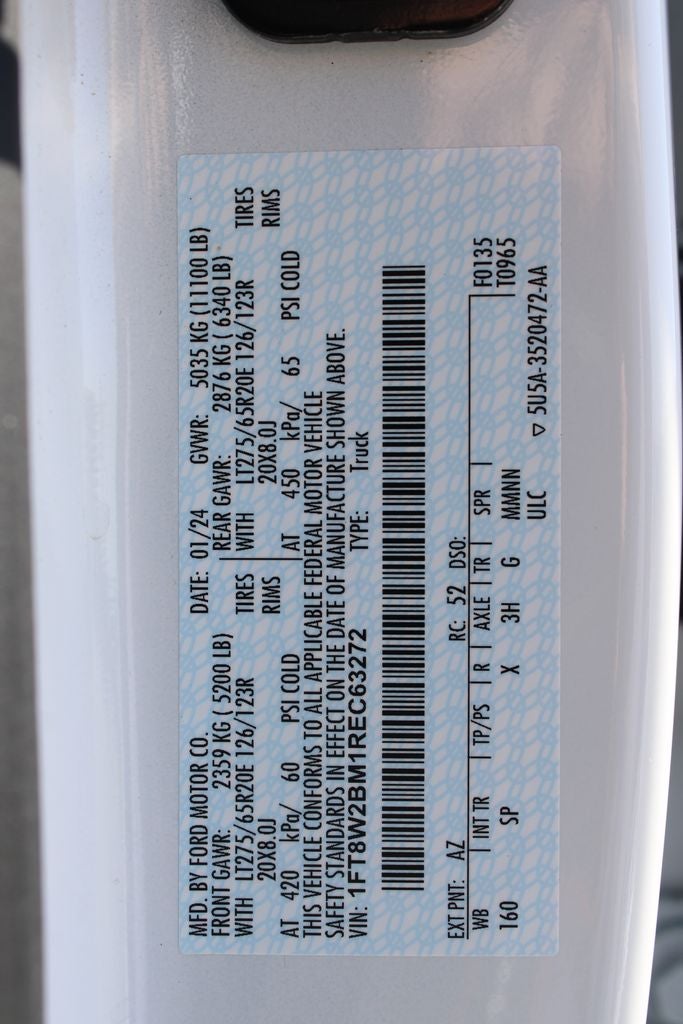 MFD. BY FORD MOTOR CO. DATE: 01/24 GVWR: 5035 KG (11100 LB)
FRONT GAWR: 2359 KG ( 5200 LB) REAR GAWR: 2876 KG ( 6340 LB)
WITH LT275/65R20E 126/123R TIRES WITH LT275/65R20E 126/123R TIRES
20X8.0J RIMS 20X8.0J RIMS
AT 420 kPa/ 60 PSI COLD AT 450 kPa/ 65 PSI COLD
THIS VEHICLE CONFORMS TO ALL APPLICABLE FEDERAL MOTOR VEHICLE
SAFETY STANDARDS IN EFFECT ON THE DATE OF MANUFACTURE SHOWN ABOVE.
VIN: 1FT8W2BM1REC63272 TYPE: Truck
EXT PNT: AZ RC: 52 DSO: F0135
WB | INT TR | TP/PS | R | AXLE | TR | SPR | T0965
160 SP X 3H G MMNNN
ULC ▽ 5U5A-3520472-AA